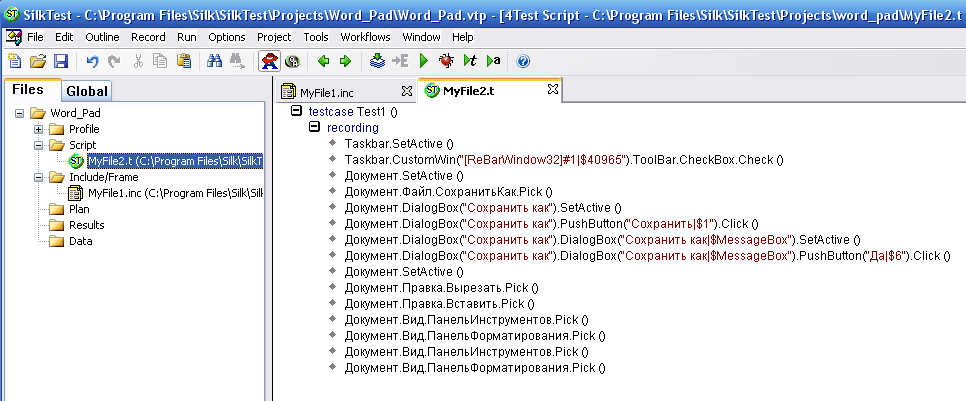 SilkTest - C:\Program Files\Silk\SilkTest\Projects\Word_Pad\Word_Pad.vtp - [4Test Script - C:\Program Files\Silk\SilkTest\Projects\word_pad\MyFile2.t
File Edit Outline Record Run Options Project Tools Workflows Window Help
Files Global
MyFile1.inc MyFile2.t
Word_Pad
Profile
Script
MyFile2.t (C:\Program Files\Silk\SilkT
Include/Frame
MyFile1.inc (C:\Program Files\Silk\Sil
Plan
Results
Data
testcase Test1 ()
recording
Taskbar.SetActive ()
Taskbar.CustomWin("[ReBarWindow32]#1|$40965").ToolBar.CheckBox.Check ()
Документ.SetActive ()
Документ.Файл.СохранитьКак.Pick ()
Документ.DialogBox("Сохранить как").SetActive ()
Документ.DialogBox("Сохранить как").PushButton("Сохранить|$1").Click ()
Документ.DialogBox("Сохранить как").DialogBox("Сохранить как|$MessageBox").SetActive ()
Документ.DialogBox("Сохранить как").DialogBox("Сохранить как|$MessageBox").PushButton("Да|$6").Click ()
Документ.SetActive ()
Документ.Правка.Вырезать.Pick ()
Документ.Правка.Вставить.Pick ()
Документ.Вид.ПанельИнструментов.Pick ()
Документ.Вид.ПанельФорматирования.Pick ()
Документ.Вид.ПанельИнструментов.Pick ()
Документ.Вид.ПанельФорматирования.Pick ()